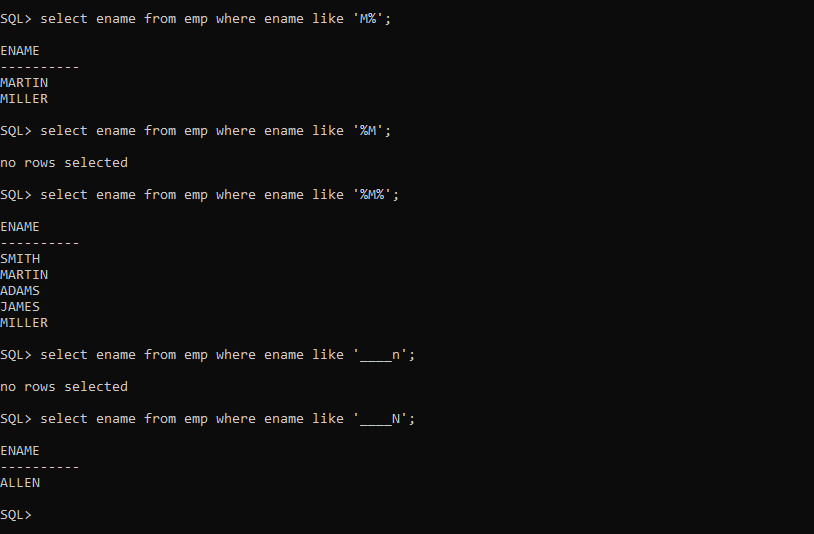 SQL> select ename from emp where ename like 'M%';
ENAME
----------
MARTIN
MILLER
SQL> select ename from emp where ename like '%M';
no rows selected
SQL> select ename from emp where ename like '%M%';
ENAME
----------
SMITH
MARTIN
ADAMS
JAMES
MILLER
SQL> select ename from emp where ename like '____n';
no rows selected
SQL> select ename from emp where ename like '____N';
ENAME
----------
ALLEN
SQL>